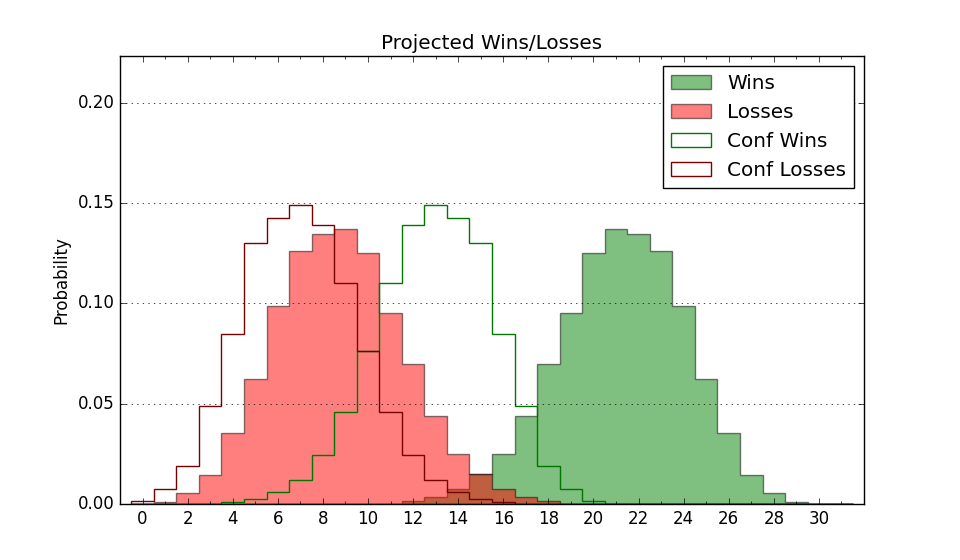 Projected Wins/Losses
Wins
Losses
Conf Wins
Conf Losses
Probability
0.20
0.15
0.10
0.05
0.00
0 2 4 6 8 10 12 14 16 18 20 22 24 26 28 30